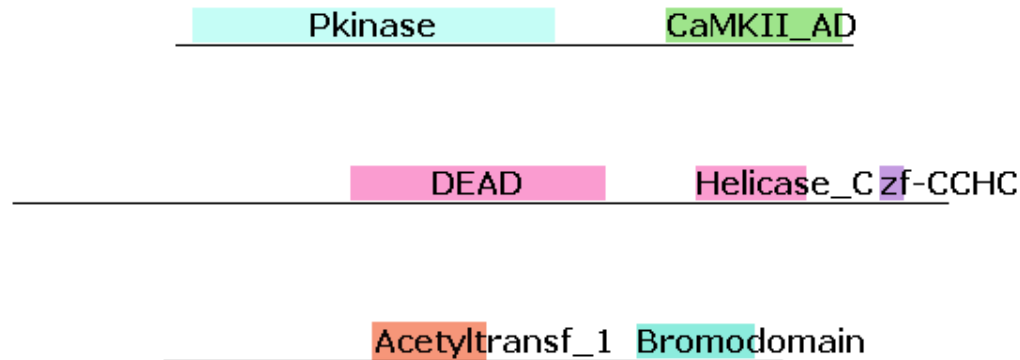 Pkinase CaMKII_AD
DEAD Helicase_C zf-CCHC
Acetyltransf_1 Bromodomain